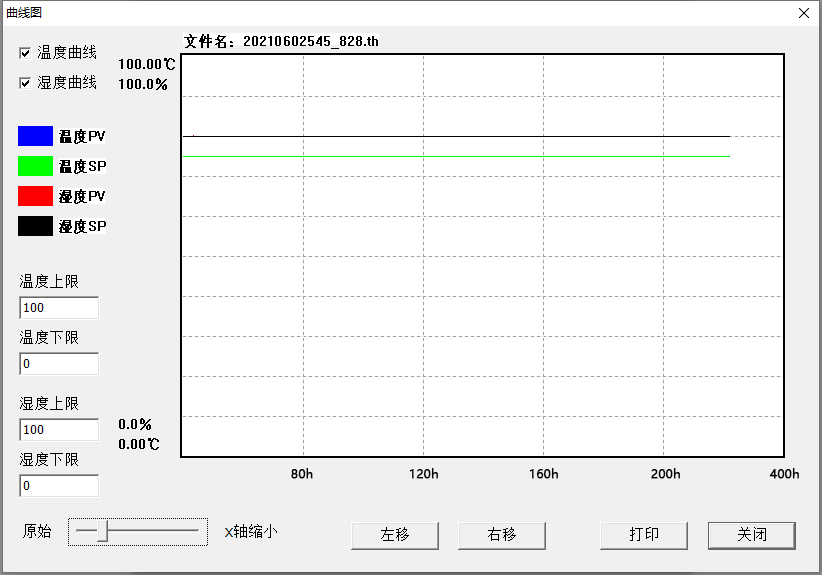 曲线图
文件名：20210602545_828.th
温度曲线
湿度曲线
100.00℃
100.0%
温度PV
温度SP
湿度PV
湿度SP
温度上限
100
温度下限
0
湿度上限
100
湿度下限
0
0.0%
0.00℃
80h 120h 160h 200h 400h
原始 X轴缩小 左移 右移 打印 关闭